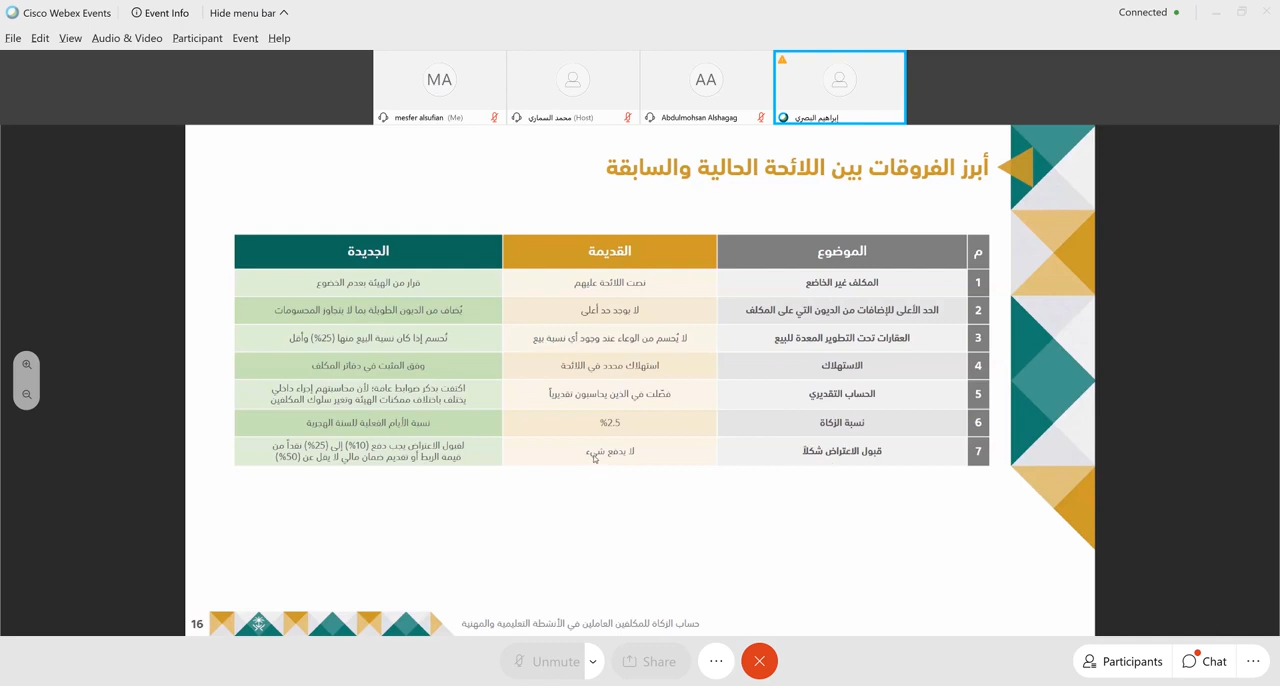 Cisco Webex Events
Event Info
Hide menu bar
Connected
File Edit View Audio & Video Participant Event Help
MA
AA
mesfer alsufian (Me)
محمد السماري (Host)
Abdulmohsan Alshagag
إبراهيم البصري
أبرز الفروقات بين اللائحة الحالية والسابقة
م الموضوع القديمة الجديدة
1 المكلف غير الخاضع نصت اللائحة عليهم قرار من الهيئة بعدم الخضوع
2 الحد الأعلى للإضافات من الديون التي على المكلف لا يوجد حد أعلى يُضاف من الديون الطويلة بما لا يتجاوز المحسومات
3 العقارات تحت التطوير المعدة للبيع لا يُحسم من الوعاء عند وجود أي نسبة بيع تُحسم إذا كان نسبة البيع منها (25%) وأقل
4 الاستهلاك استهلاك محدد في اللائحة وفق المثبت في دفاتر المكلف
5 الحساب التقديري فصّلت في الذين يحاسبون تقديرياً اكتفت بذكر ضوابط عامة؛ لأن محاسبتهم إجراء داخلي
يختلف باختلاف ممكنات الهيئة وتغير سلوك المكلفين
6 نسبة الزكاة 2.5% نسبة الأيام الفعلية للسنة الهجرية
7 قبول الاعتراض شكلاً لا يدفع شيء لقبول الاعتراض يجب دفع (10%) إلى (25%) نقداً من
قيمة الربط أو تقديم ضمان مالي لا يقل عن (50%)
حساب الزكاة للمكلفين العاملين في الأنشطة التعليمية والمهنية
16
Unmute
Share
Participants
Chat